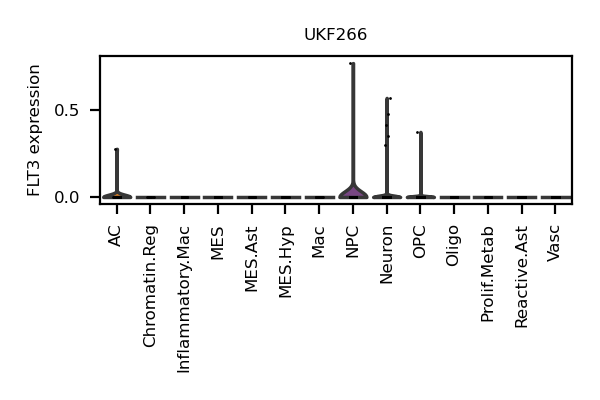 UKF266
FLT3 expression
0.5
0.0
AC
Chromatin.Reg
Inflammatory.Mac
MES
MES.Ast
MES.Hyp
Mac
NPC
Neuron
OPC
Oligo
Prolif.Metab
Reactive.Ast
Vasc